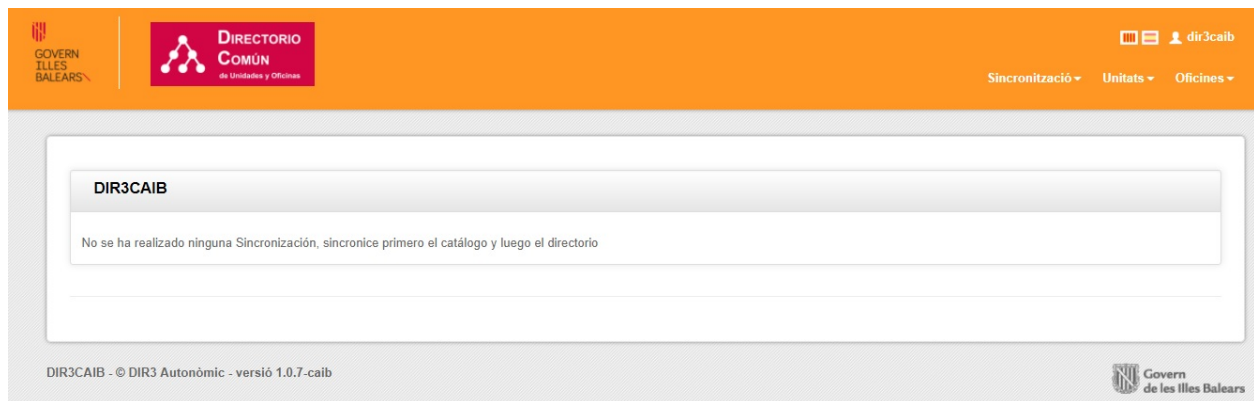 GOVERN
ILLES
BALEARS
DIRECTORIO
COMÚN
de Unidades y Oficinas
dir3caib
Sincronització Unitats Oficines
DIR3CAIB
No se ha realizado ninguna Sincronización, sincronice primero el catálogo y luego el directorio
DIR3CAIB - © DIR3 Autonòmic - versió 1.0.7-caib
Govern
de les Illes Balears